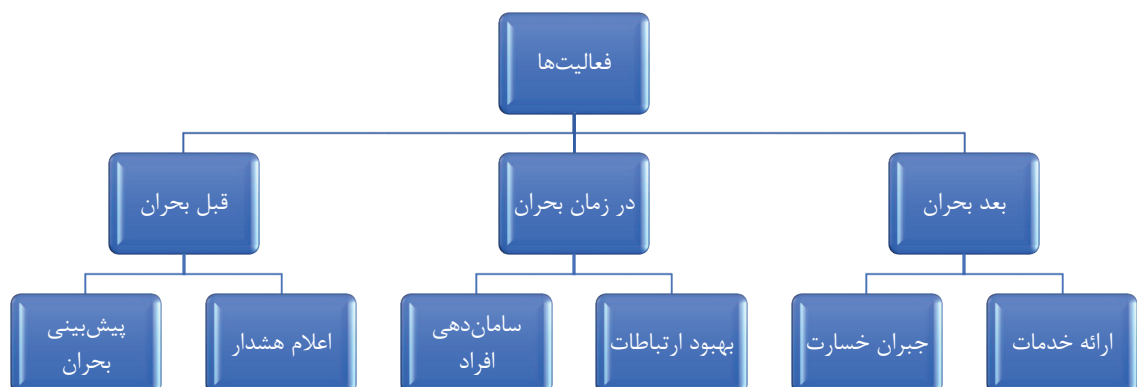 فعالیت‌ها
بعد بحران
در زمان بحران
قبل بحران
ارائه خدمات
جبران خسارت
بهبود ارتباطات
سامان‌دهی
افراد
اعلام هشدار
پیش‌بینی
بحران